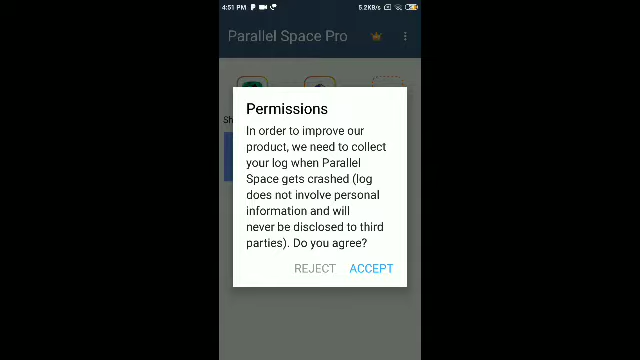 4:51 PM 5.2KB/s
Parallel Space Pro
Sh
Permissions
In order to improve our
product, we need to collect
your log when Parallel
Space gets crashed (log
does not involve personal
information and will
never be disclosed to third
parties). Do you agree?
REJECT ACCEPT